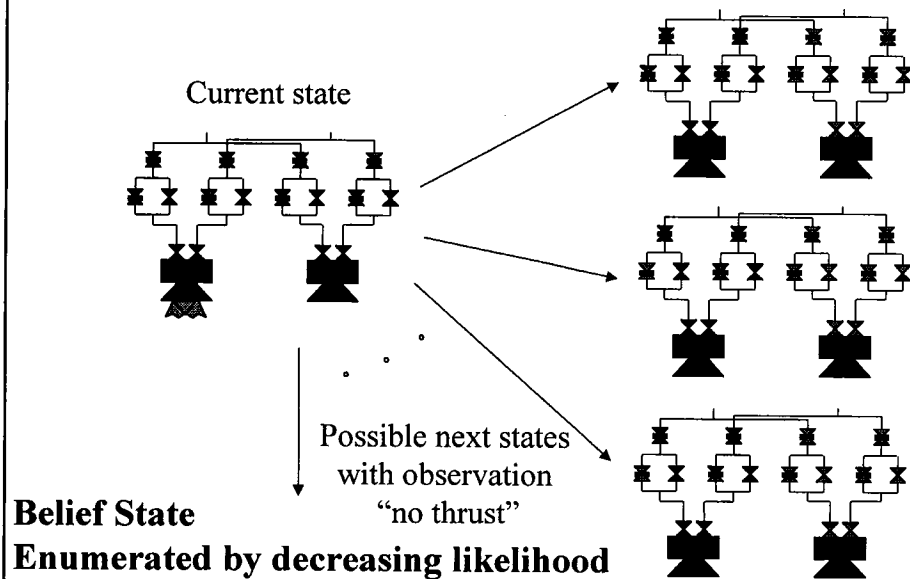 Current state
Possible next states
with observation
“no thrust”
Belief State
Enumerated by decreasing likelihood